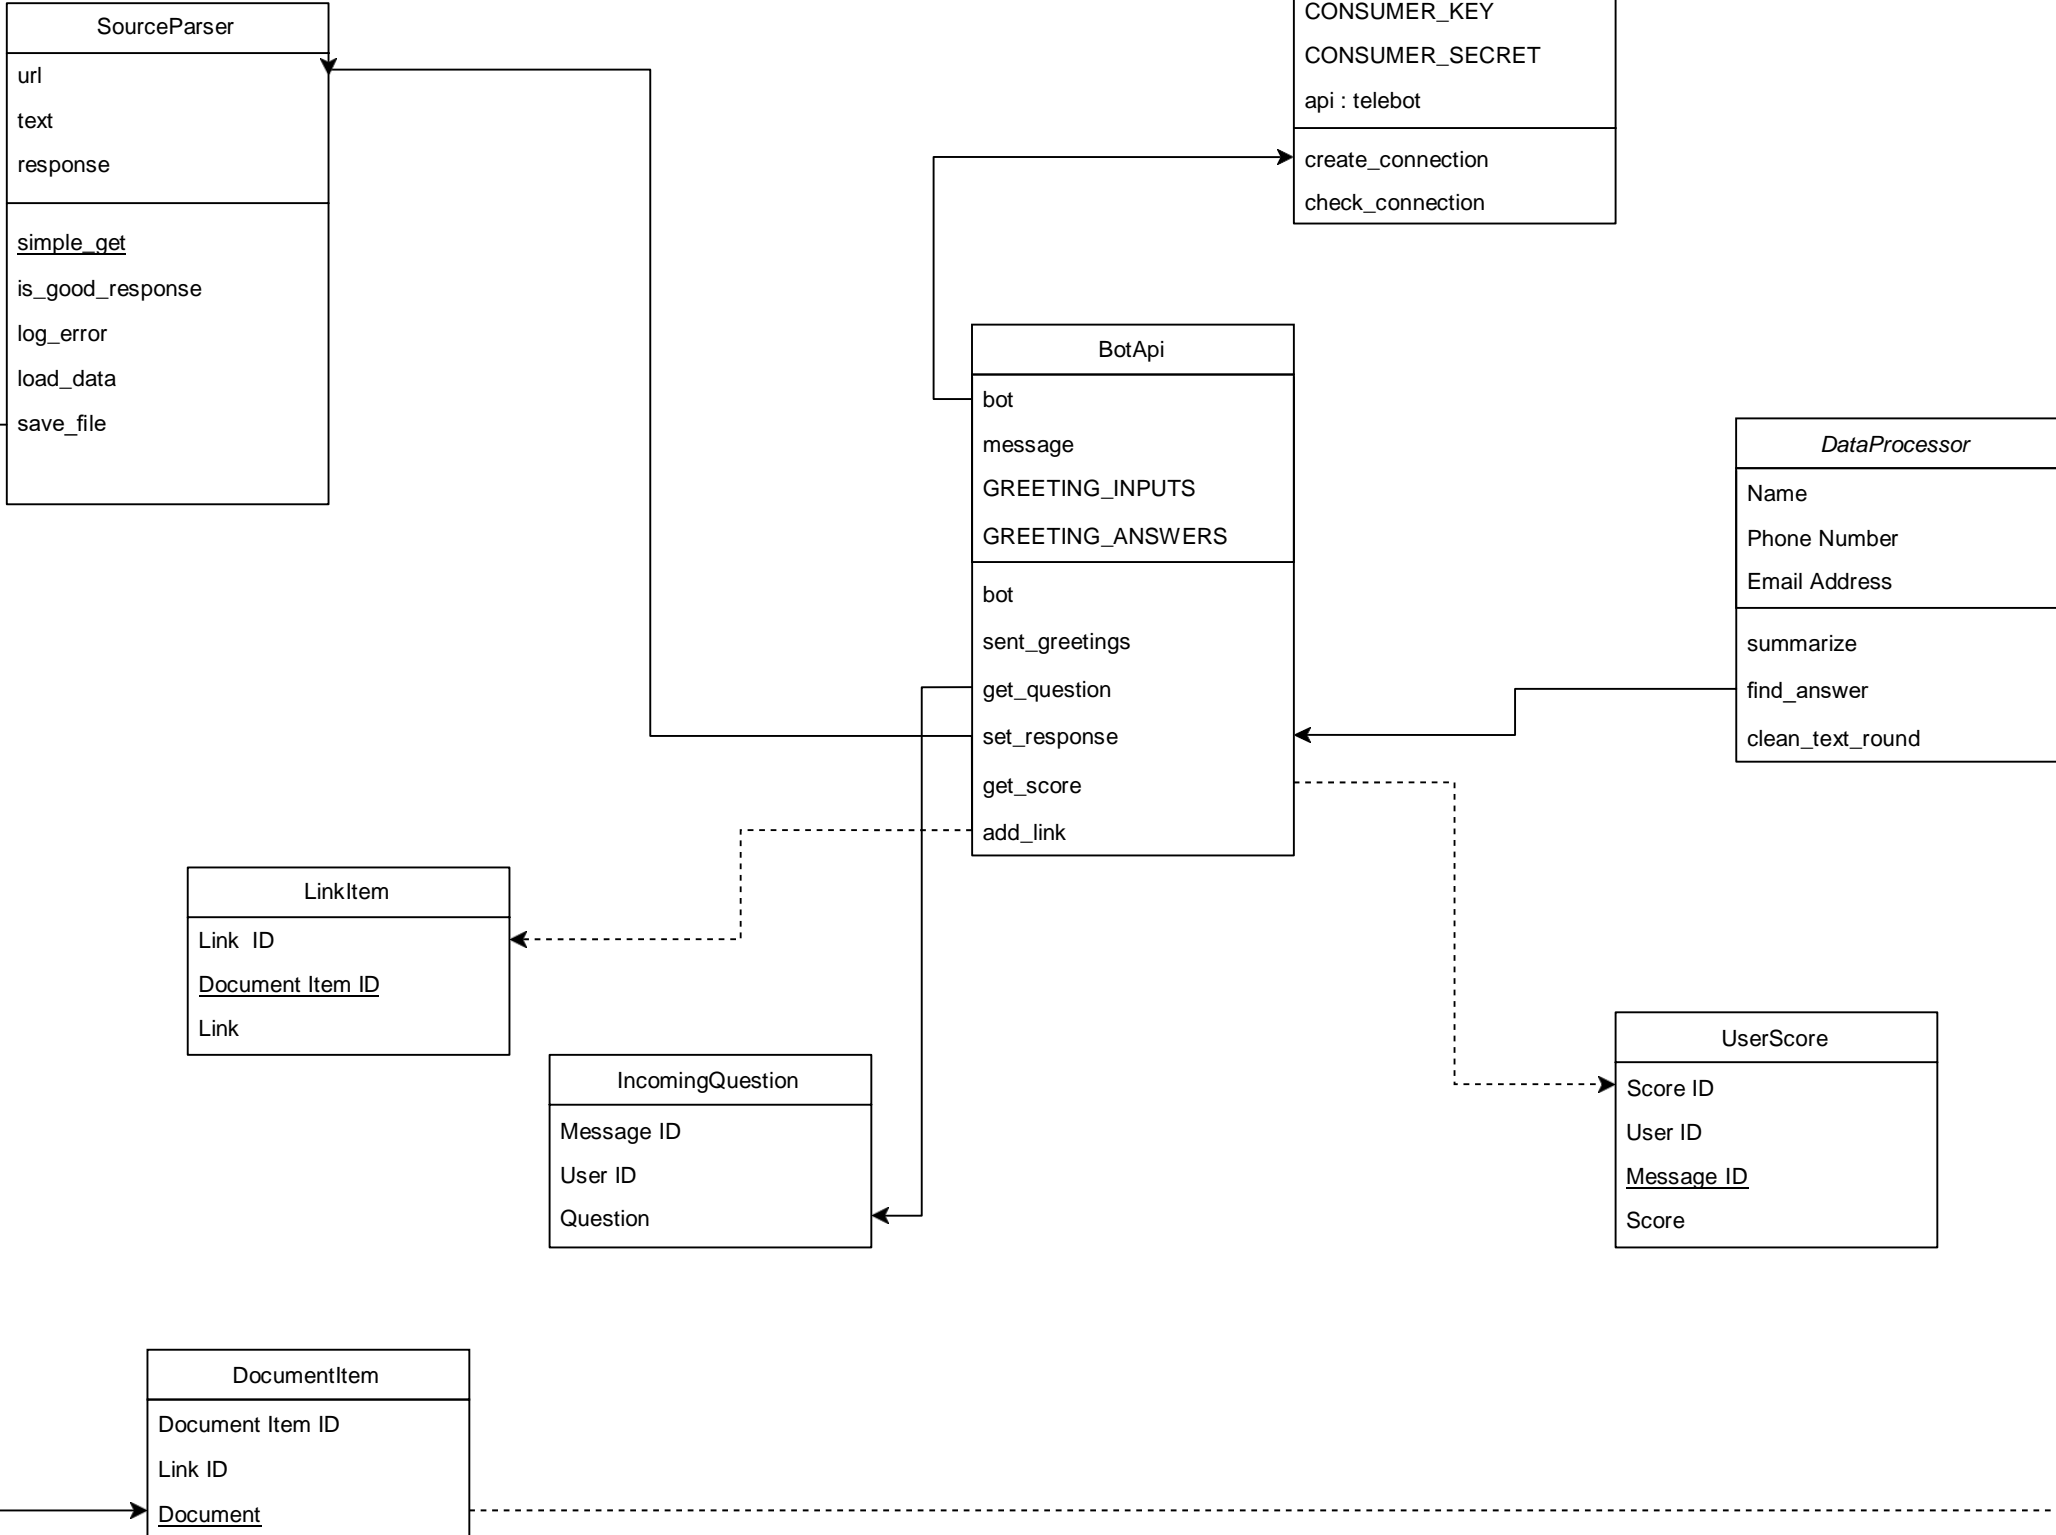 SourceParser
url
text
response
simple_get
is_good_response
log_error
load_data
save_file
CONSUMER_KEY
CONSUMER_SECRET
api : telebot
create_connection
check_connection
BotApi
bot
message
GREETING_INPUTS
GREETING_ANSWERS
bot
sent_greetings
get_question
set_response
get_score
add_link
DataProcessor
Name
Phone Number
Email Address
summarize
find_answer
clean_text_round
LinkItem
Link  ID
Document Item ID
Link
IncomingQuestion
Message ID
User ID
Question
UserScore
Score ID
User ID
Message ID
Score
DocumentItem
Document Item ID
Link ID
Document